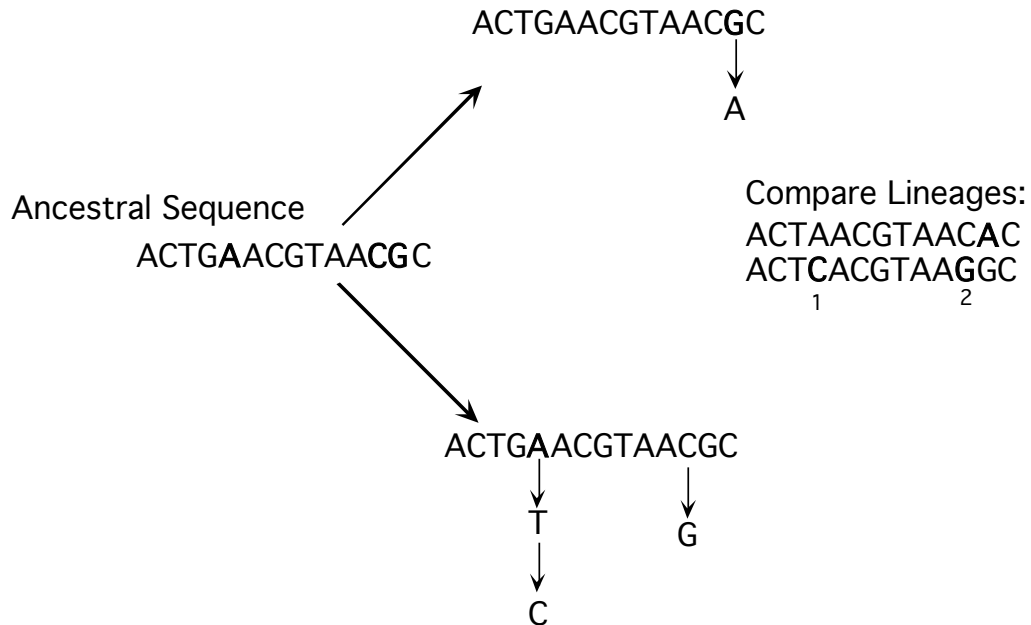 ACTGAACGTAACGC
A
Ancestral Sequence
ACTGAACGTAACGC
Compare Lineages:
ACTAACGTAACAC
ACTCACGTAAGGC
1
2
ACTGAACGTAACGC
T
G
C